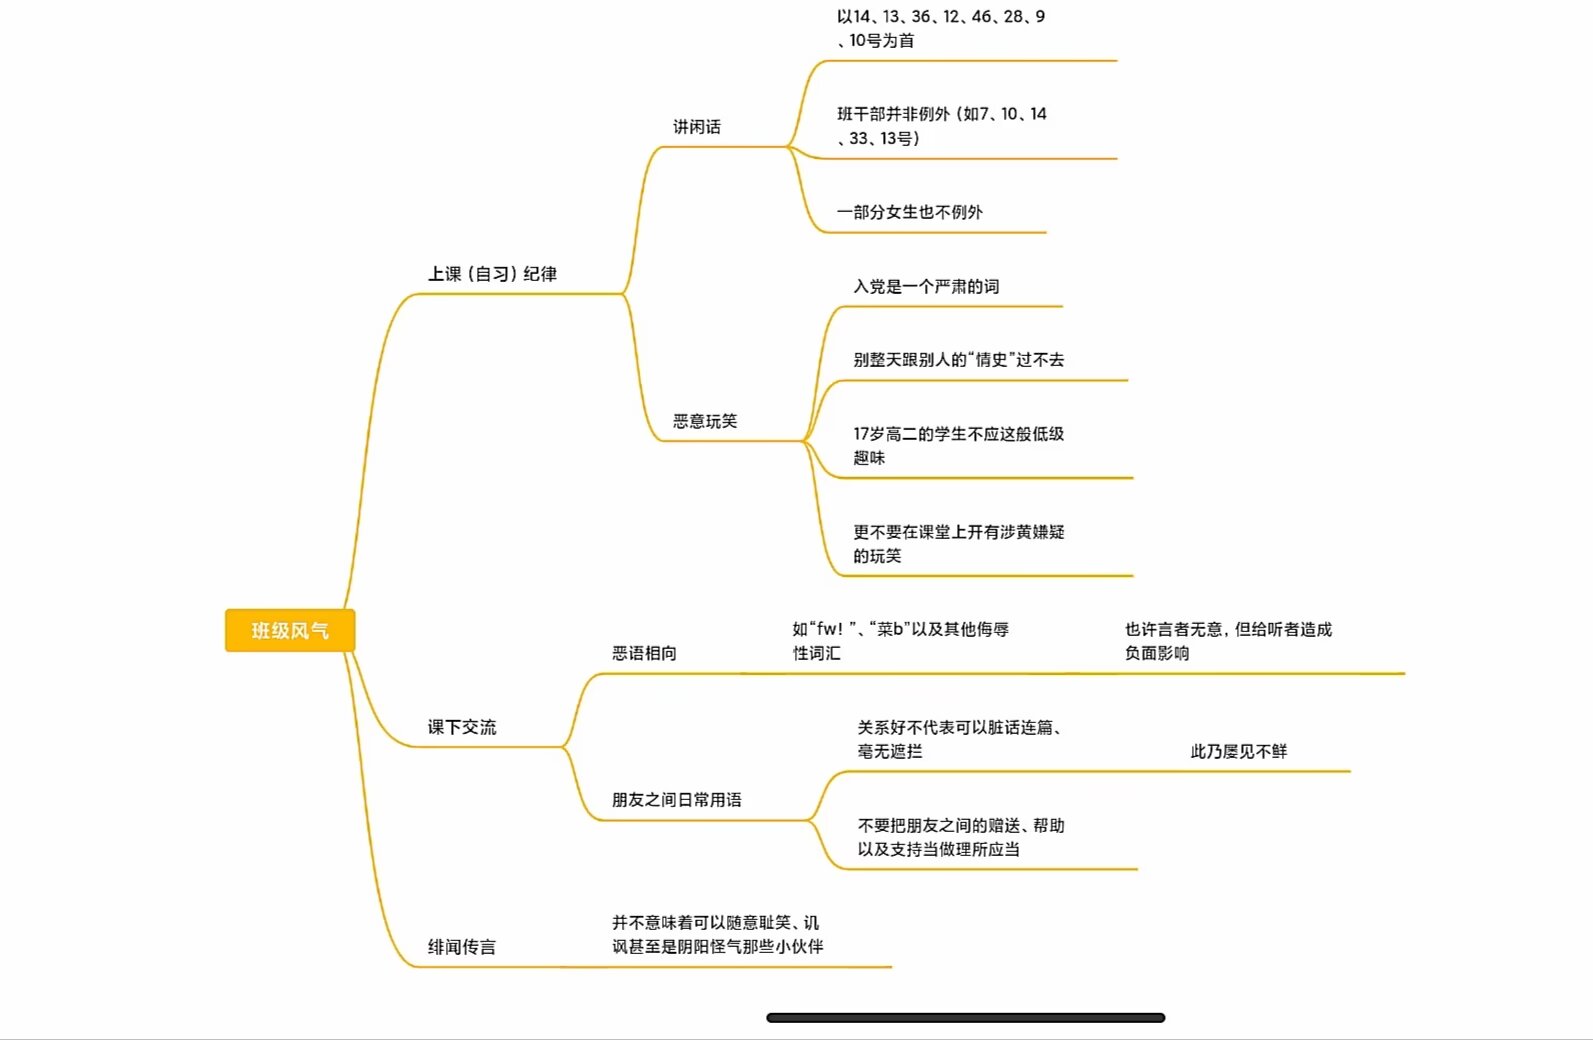 以14、13、36、12、46、28、9
、10号为首
班干部并非例外（如7、10、14
、33、13号）
讲闲话
一部分女生也不例外
上课（自习）纪律
入党是一个严肃的词
别整天跟别人的“情史”过不去
恶意玩笑
17岁高二的学生不应这般低级
趣味
更不要在课堂上开有涉黄嫌疑
的玩笑
班级风气
恶语相向
如“fw！”、“菜b”以及其他侮辱
性词汇
也许言者无意，但给听者造成
负面影响
课下交流
关系好不代表可以脏话连篇、
毫无遮拦
此乃屡见不鲜
朋友之间日常用语
不要把朋友之间的赠送、帮助
以及支持当做理所应当
绯闻传言
并不意味着可以随意耻笑、讥
讽甚至是阴阳怪气那些小伙伴